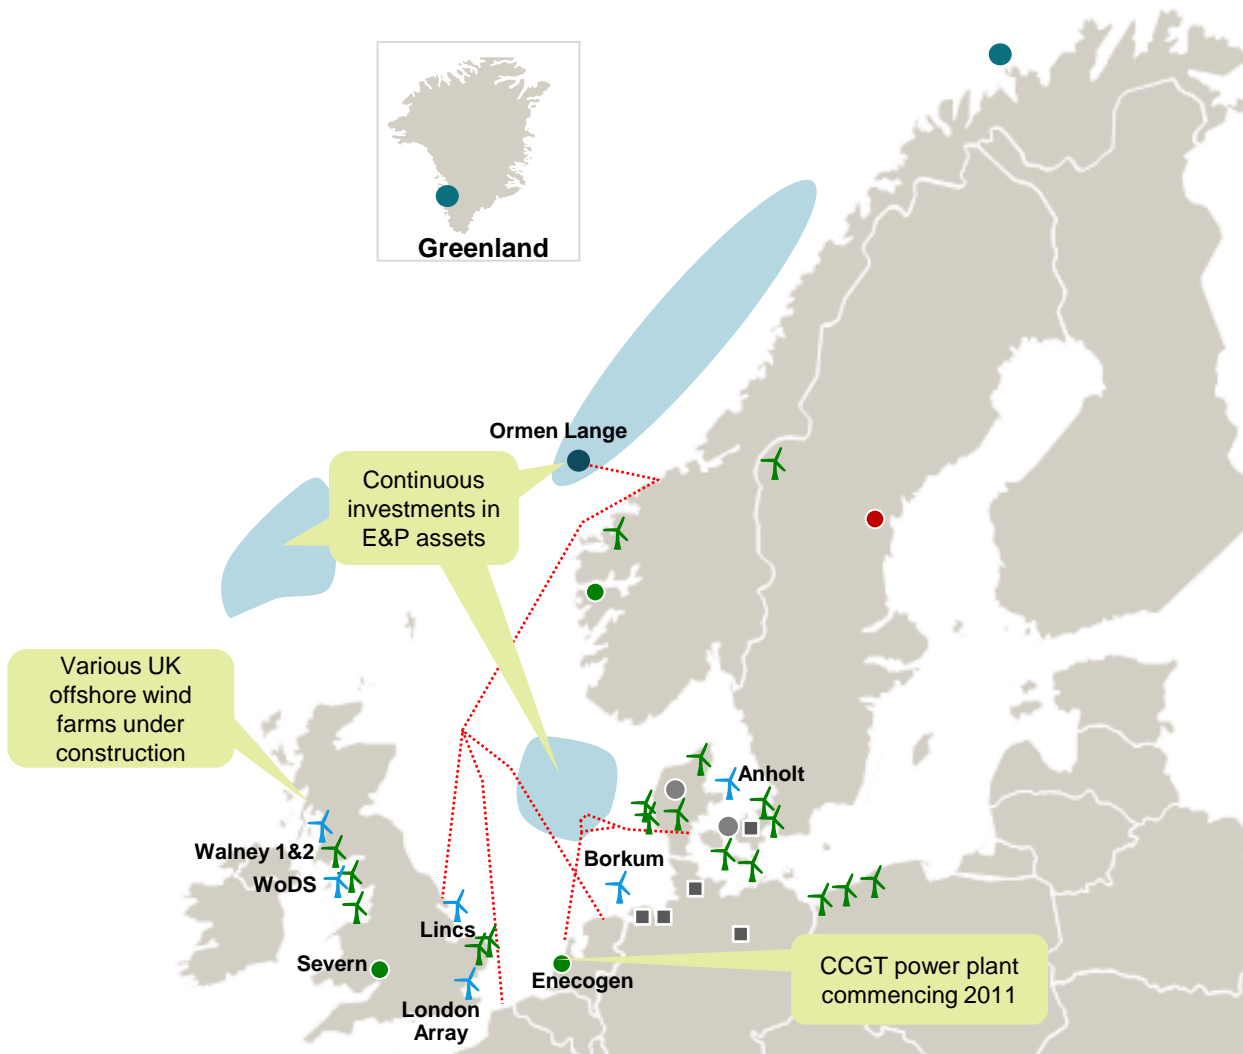 Greenland
Ormen Lange
Continuous
investments in
E&P assets
Various UK
offshore wind
farms under
construction
Anholt
Walney 1&2
WoDS
Borkum
Lincs
Severn
Enecogen
London
Array
CCGT power plant
commencing 2011